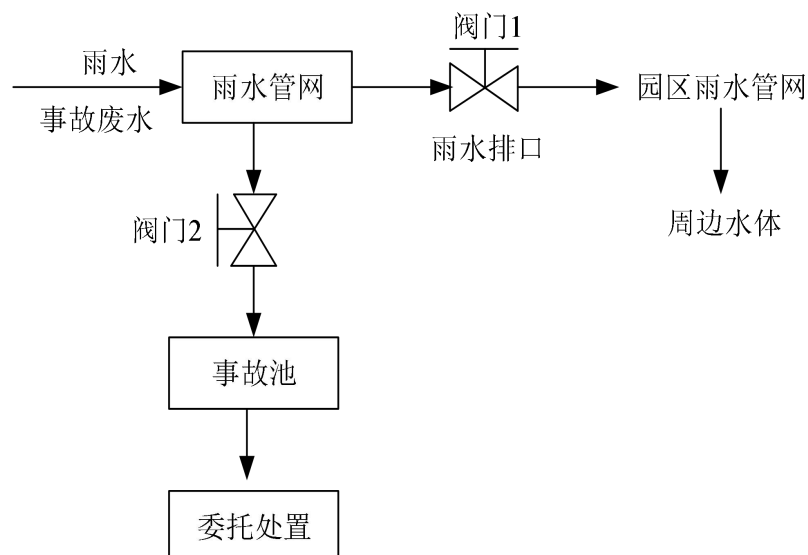 阀门1
雨水
雨水管网
园区雨水管网
事故废水
雨水排口
阀门2
周边水体
事故池
委托处置